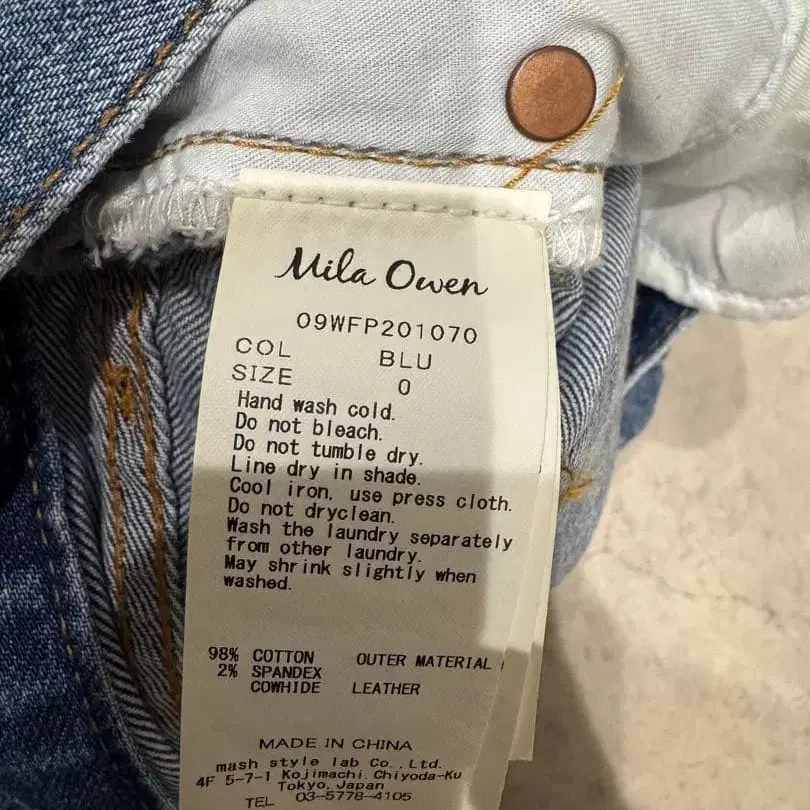 Mila Owen
09WFP201070
COL BLU
SIZE 0
Hand wash cold.
Do not bleach.
Do not tumble dry.
Line dry in shade.
Cool iron, use press cloth.
Do not dryclean.
Wash the laundry separately
from other laundry.
May shrink slightly when
washed.
98% COTTON OUTER MATERIAL
2% SPANDEX
COWHIDE LEATHER
MADE IN CHINA
mash style lab Co.,Ltd.
4F 5-7-1 Kojimachi.Chiyoda-Ku
Tokyo.Japan
TEL 03-5778-4105